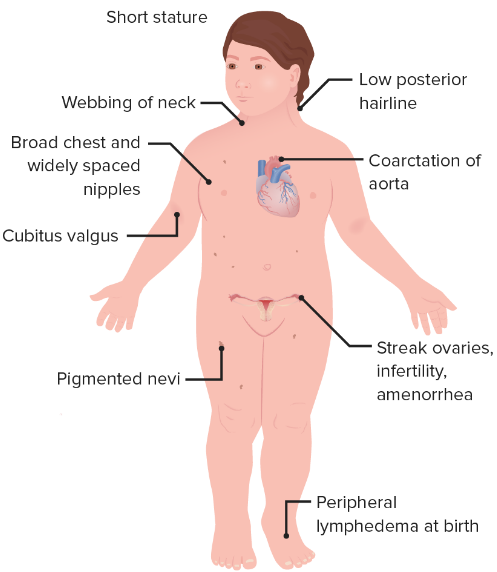 Short stature
Low posterior
hairline
Webbing of neck
Broad chest and
widely spaced
nipples
Coarctation of
aorta
Cubitus valgus
Streak ovaries,
infertility,
amenorrhea
Pigmented nevi
Peripheral
lymphedema at birth